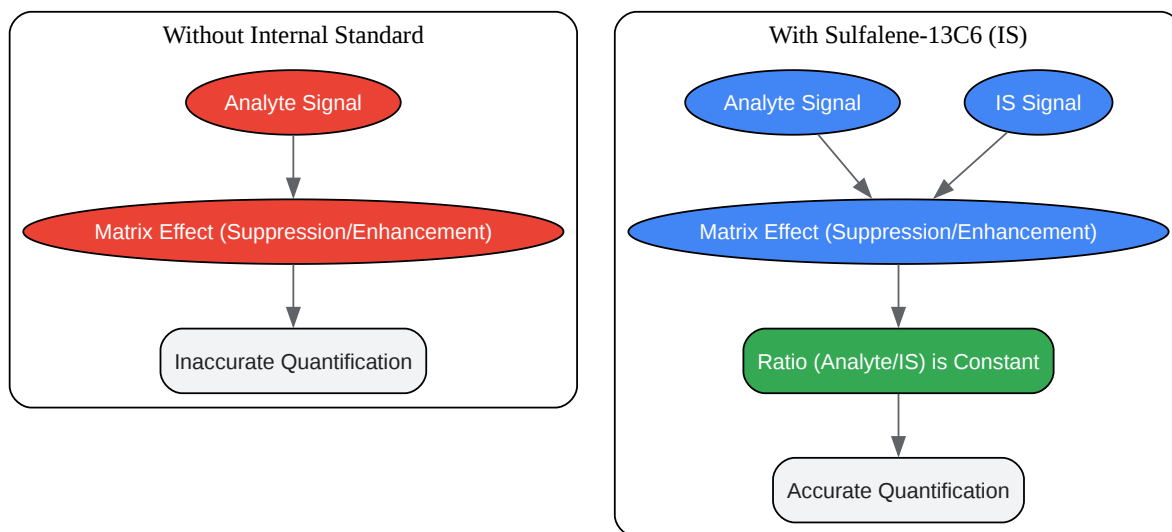 Without Internal Standard
Analyte Signal
Matrix Effect (Suppression/Enhancement)
Inaccurate Quantification
With Sulfalene-13C6 (IS)
Analyte Signal
IS Signal
Matrix Effect (Suppression/Enhancement)
Ratio (Analyte/IS) is Constant
Accurate Quantification